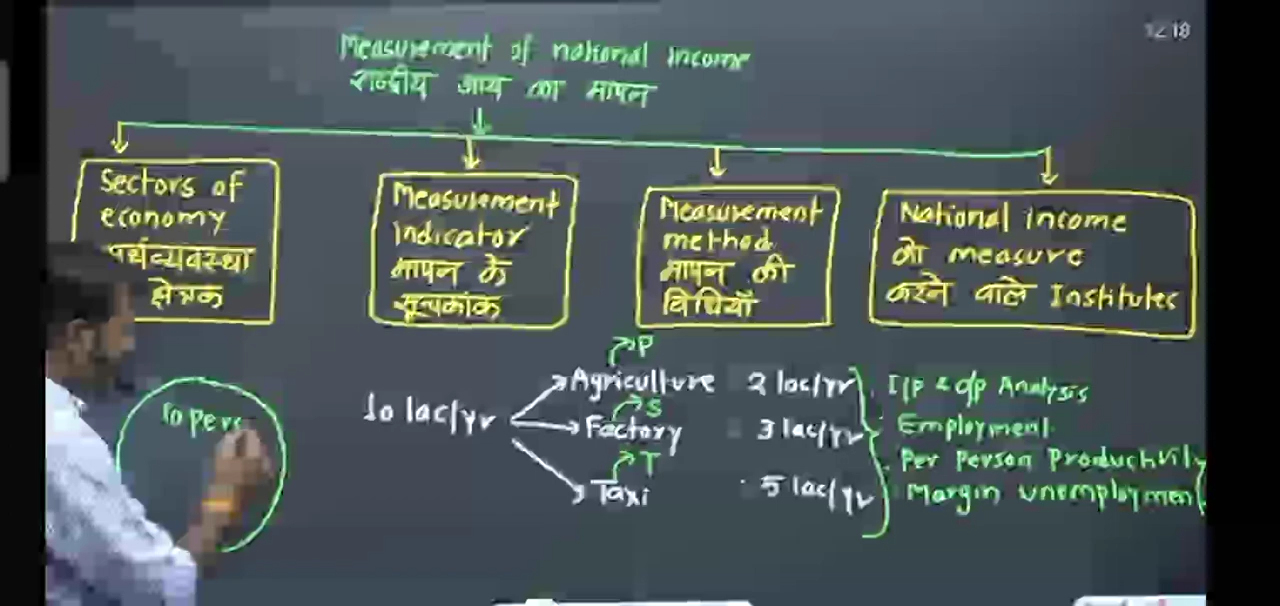 12:18
Measurement of national income
राष्ट्रीय आय का मापन
Sectors of
economy
अर्थव्यवस्था
क्षेत्रक
Measurement
indicator
मापन के
सूचकांक
Measurement
method
मापन की
विधियाँ
National income
को measure
करने वाले Institutes
10 lac/yr
P
Agriculture 2 lac/yr
S
Factory 3 lac/yr
T
Taxi 5 lac/yr
I/p & o/p Analysis
Employment
Per Person Productivity
Margin unemploymen
10 pers